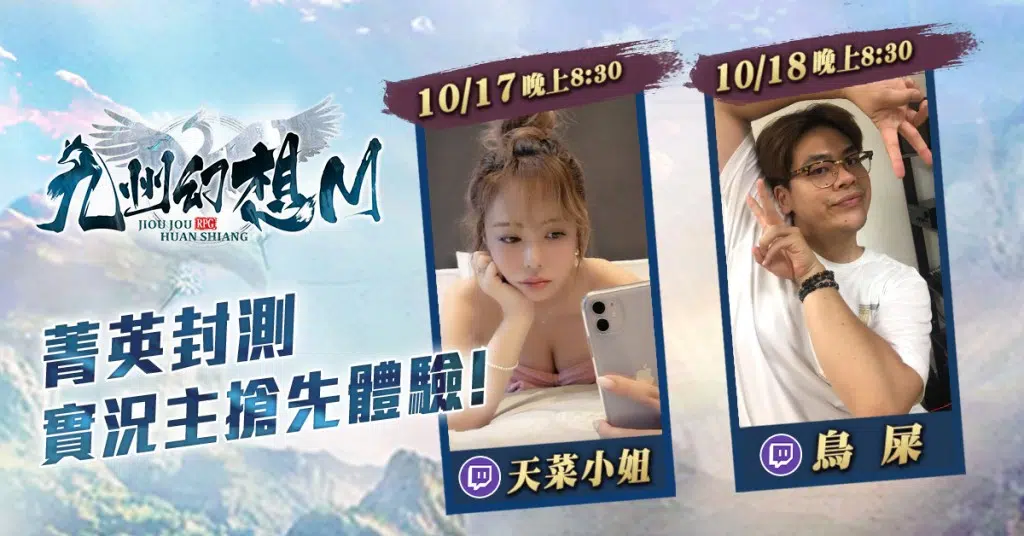 九州幻想M
JIOU JOU RPG
HUAN SHIANG
菁英封測
實況主搶先體驗!
10/17晚上8:30
天菜小姐
10/18晚上8:30
鳥屎